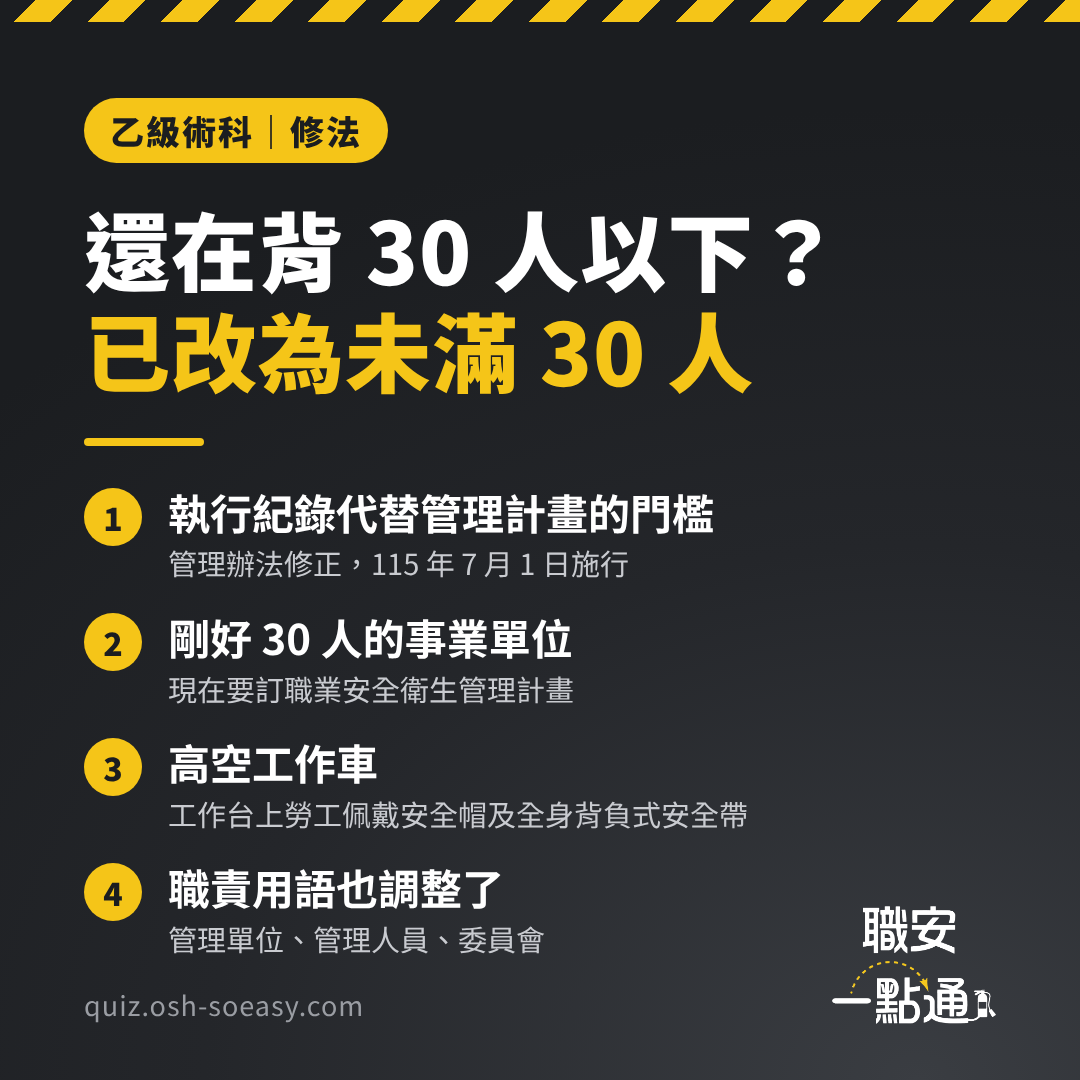 乙級術科｜修法
還在背 30 人以下？
已改為未滿 30 人
1 執行紀錄代替管理計畫的門檻
管理辦法修正，115 年 7 月 1 日施行
2 剛好 30 人的事業單位
現在要訂職業安全衛生管理計畫
3 高空工作車
工作台上勞工佩戴安全帽及全身背負式安全帶
4 職責用語也調整了
管理單位、管理人員、委員會
職安
一點通
quiz.osh-soeasy.com